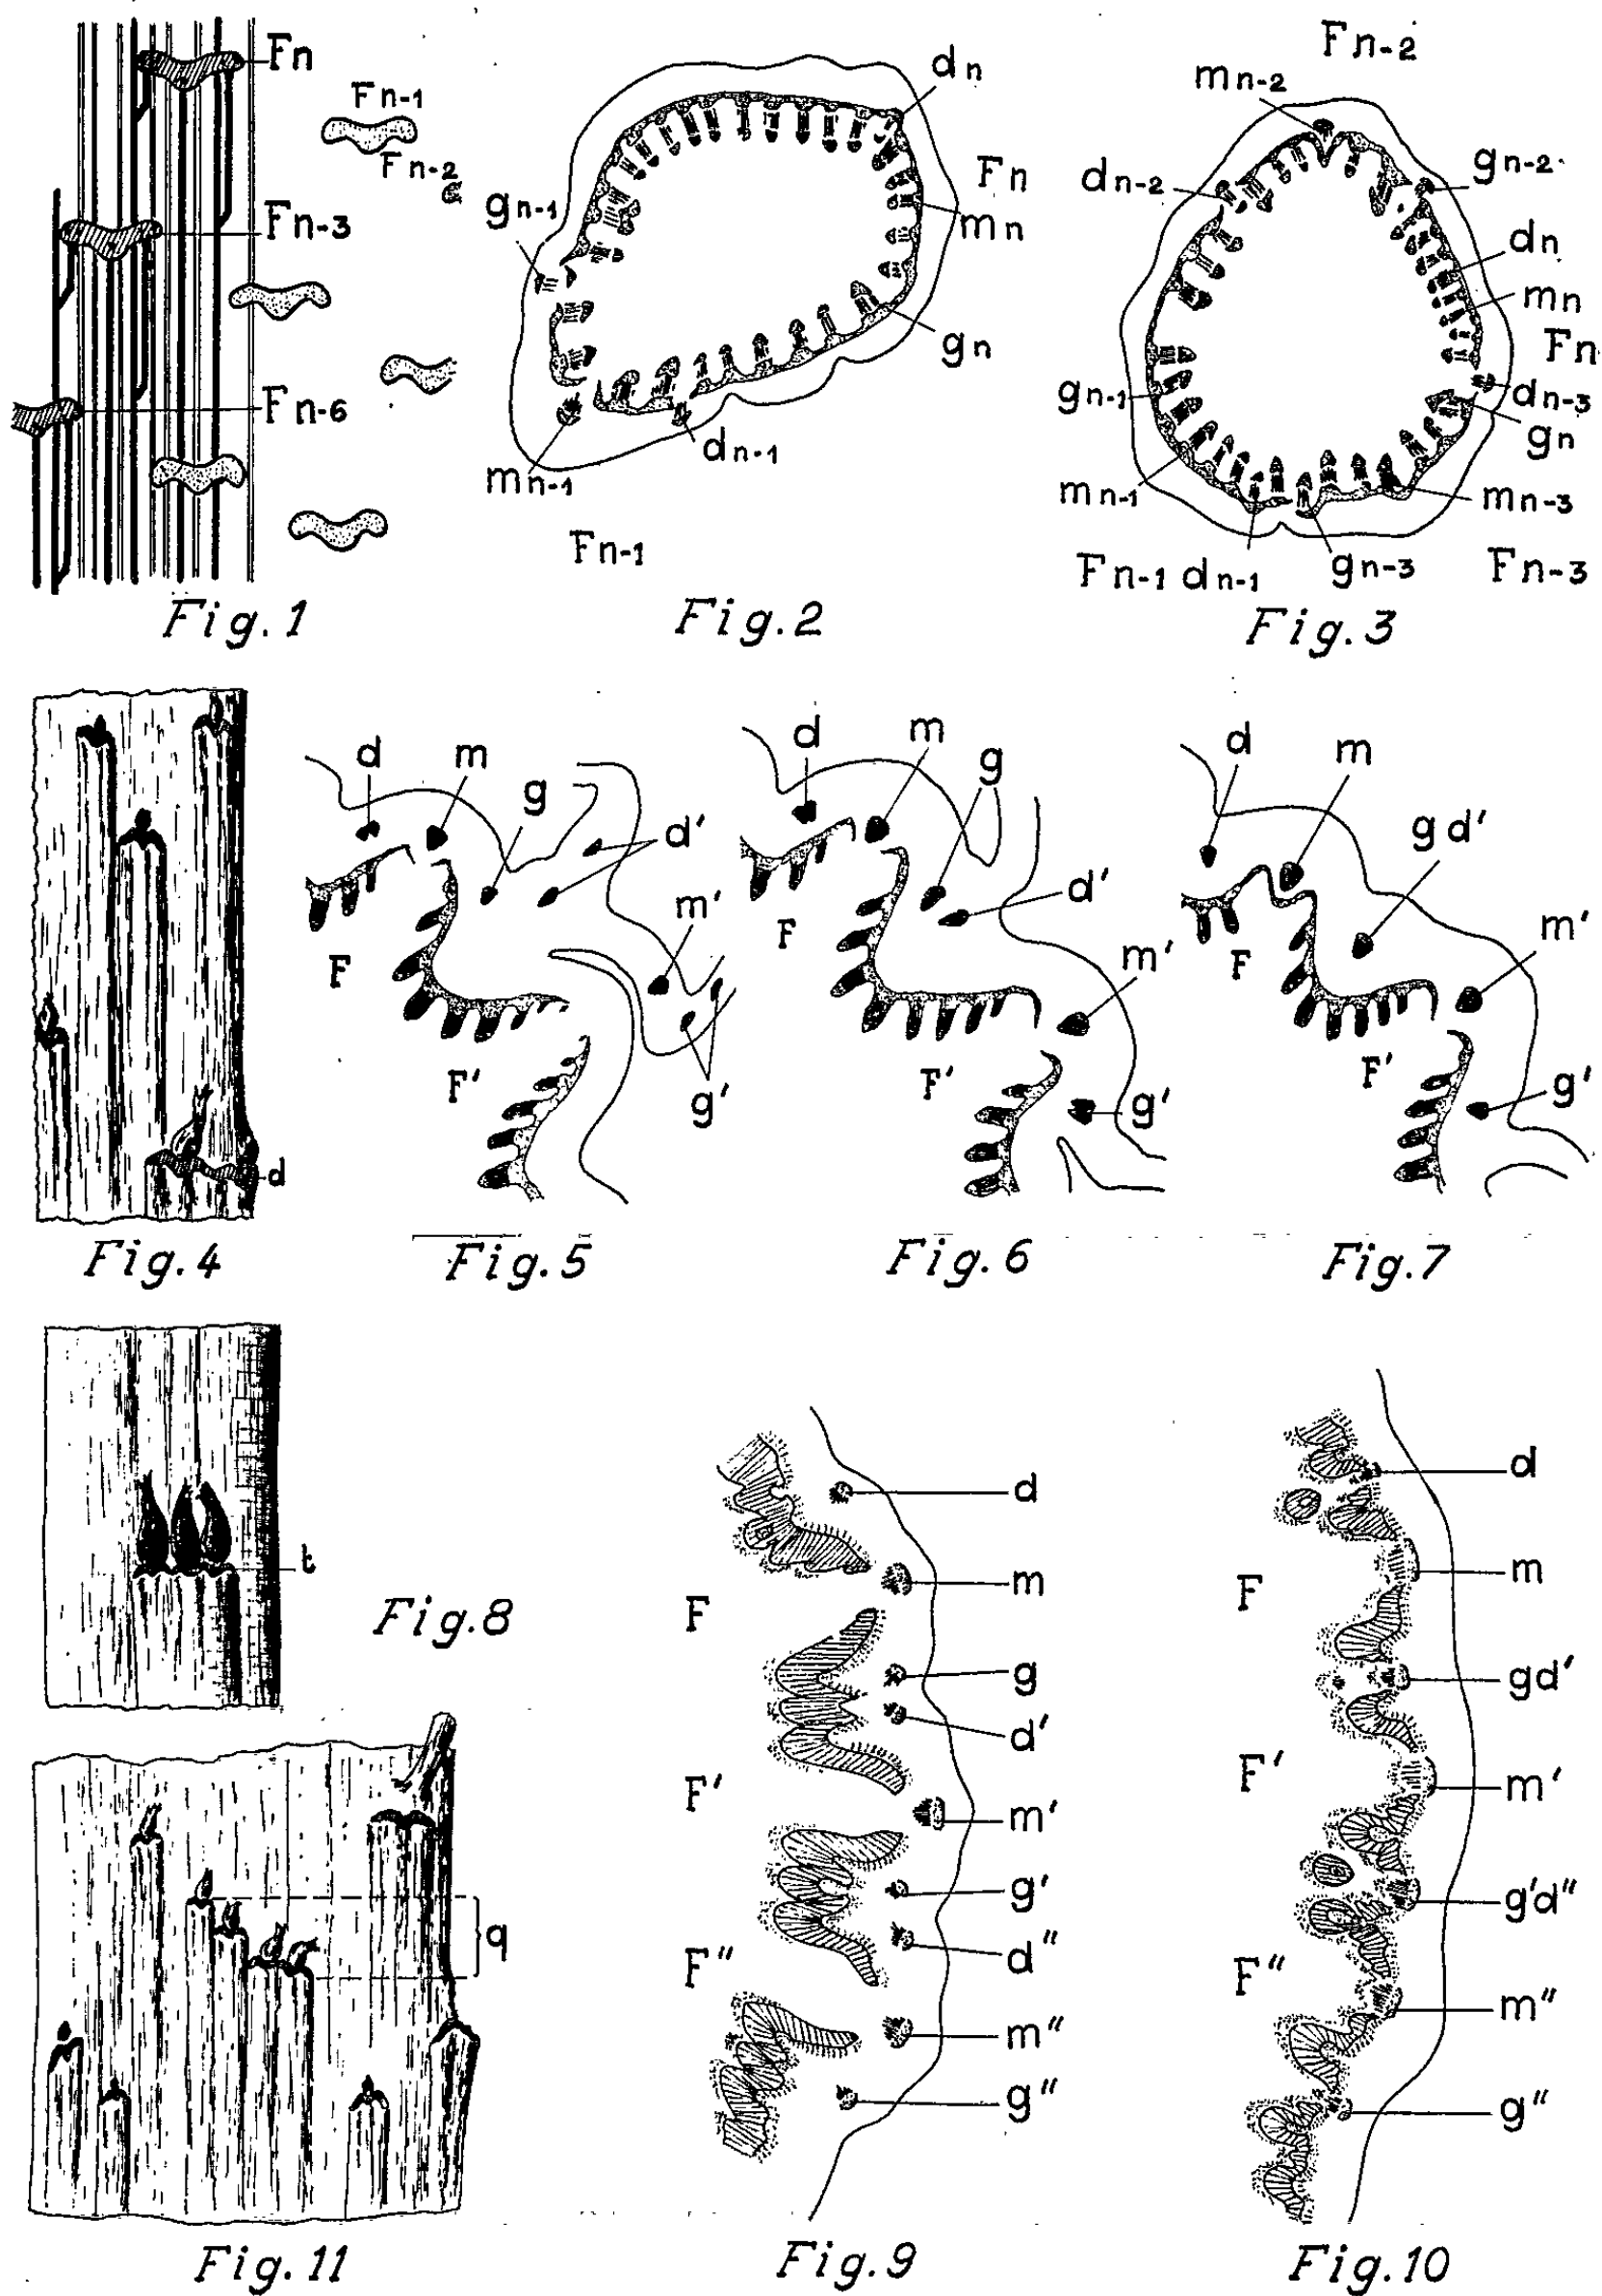 Fn
Fn-1
Fn-2
Fn-3
Fn-6
Fig.1
dn
Fn
mn
gn-1
gn
dn-1
mn-1
Fn-1
Fig.2
Fn-2
mn-2
gn-2
dn-2
dn
mn
Fn
dn-3
gn-1
gn
mn-1
mn-3
Fn-1 dn-1
gn-3
Fn-3
Fig.3
d
Fig.4
d
m
g
d'
m'
F
F'
g'
Fig.5
d
m
g
d'
F
m'
F'
g'
Fig.6
d
m
g d'
m'
F
F'
g'
Fig.7
t
Fig.8
q
Fig.11
d
m
F
g
d'
F'
m'
g'
d"
F"
m"
g"
Fig.9
d
m
F
gd'
F'
m'
g'd"
F"
m"
g"
Fig.10